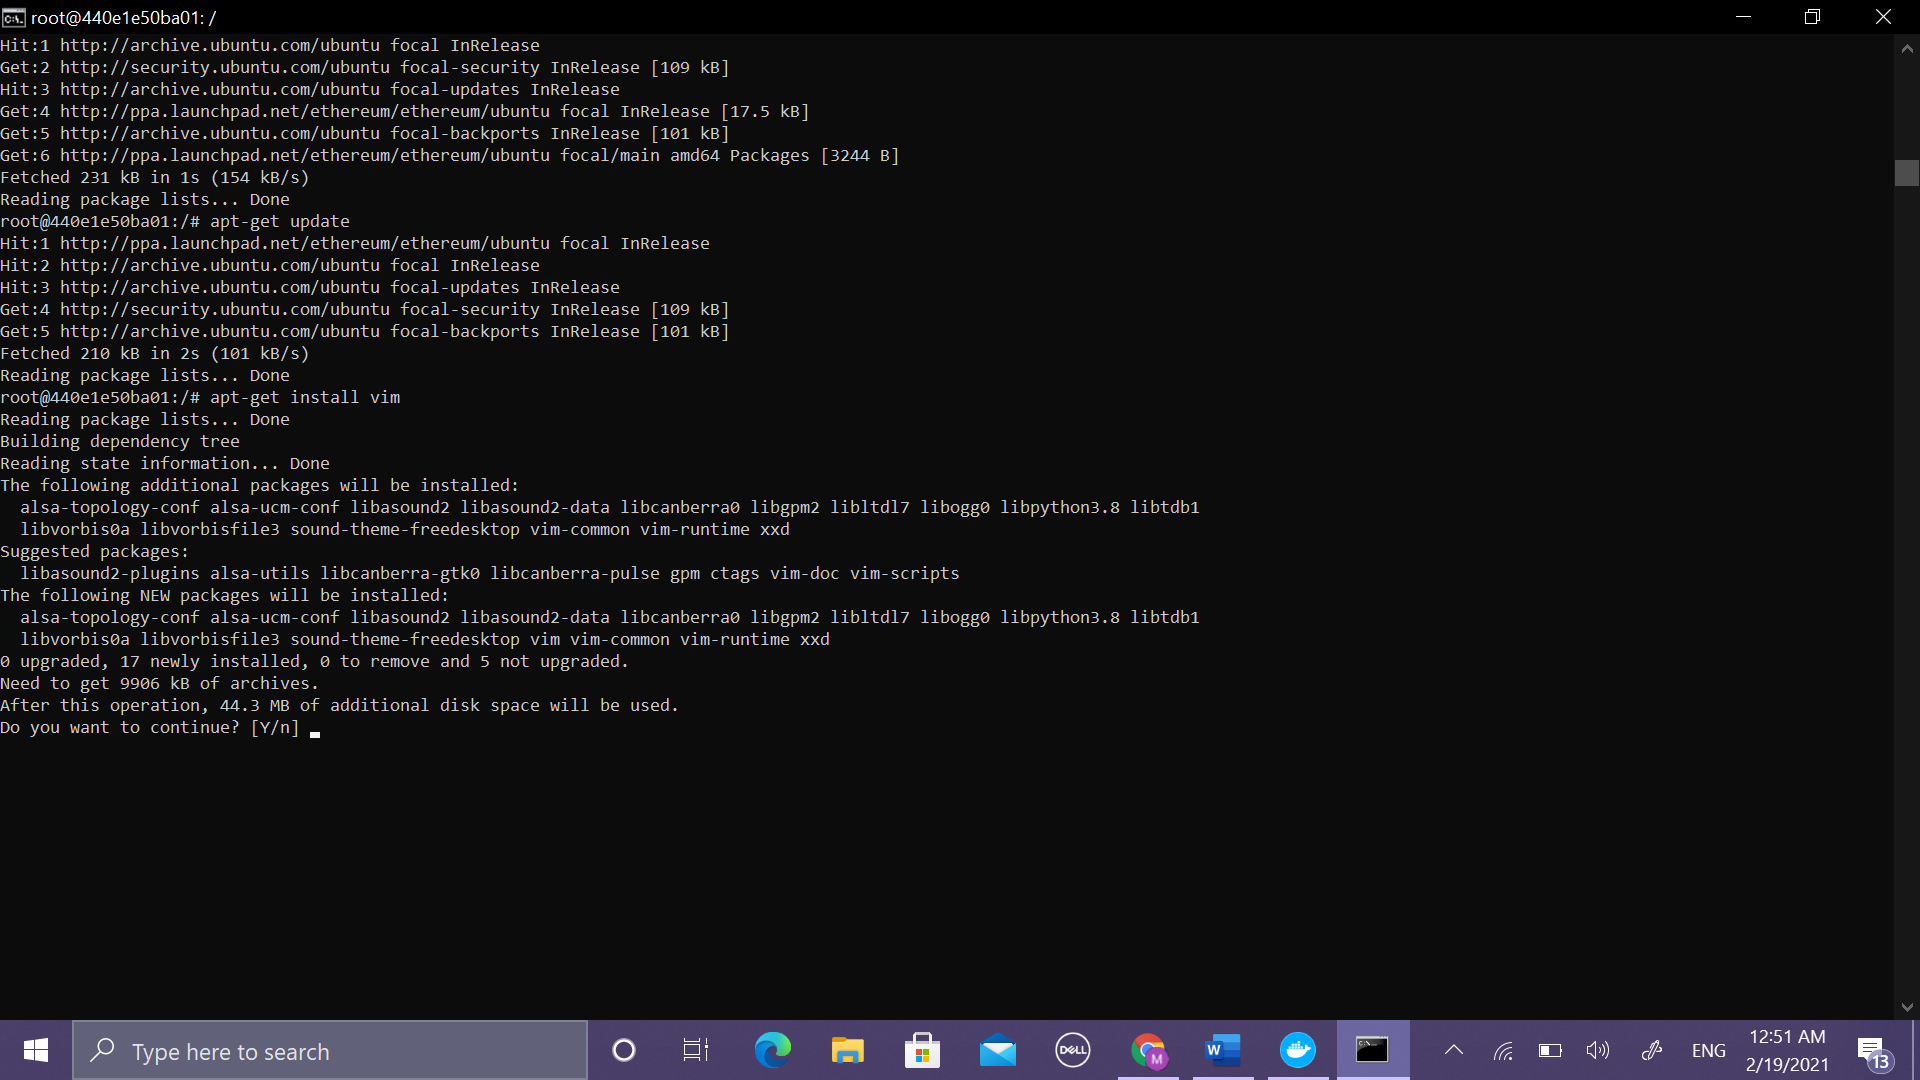 root@440e1e50ba01: /
Hit:1 http://archive.ubuntu.com/ubuntu focal InRelease
Get:2 http://security.ubuntu.com/ubuntu focal-security InRelease [109 kB]
Hit:3 http://archive.ubuntu.com/ubuntu focal-updates InRelease
Get:4 http://ppa.launchpad.net/ethereum/ethereum/ubuntu focal InRelease [17.5 kB]
Get:5 http://archive.ubuntu.com/ubuntu focal-backports InRelease [101 kB]
Get:6 http://ppa.launchpad.net/ethereum/ethereum/ubuntu focal/main amd64 Packages [3244 B]
Fetched 231 kB in 1s (154 kB/s)
Reading package lists... Done
root@440e1e50ba01:/# apt-get update
Hit:1 http://ppa.launchpad.net/ethereum/ethereum/ubuntu focal InRelease
Hit:2 http://archive.ubuntu.com/ubuntu focal InRelease
Hit:3 http://archive.ubuntu.com/ubuntu focal-updates InRelease
Get:4 http://security.ubuntu.com/ubuntu focal-security InRelease [109 kB]
Get:5 http://archive.ubuntu.com/ubuntu focal-backports InRelease [101 kB]
Fetched 210 kB in 2s (101 kB/s)
Reading package lists... Done
root@440e1e50ba01:/# apt-get install vim
Reading package lists... Done
Building dependency tree
Reading state information... Done
The following additional packages will be installed:
  alsa-topology-conf alsa-ucm-conf libasound2 libasound2-data libcanberra0 libgpm2 libltdl7 libogg0 libpython3.8 libtdb1
  libvorbis0a libvorbisfile3 sound-theme-freedesktop vim-common vim-runtime xxd
Suggested packages:
  libasound2-plugins alsa-utils libcanberra-gtk0 libcanberra-pulse gpm ctags vim-doc vim-scripts
The following NEW packages will be installed:
  alsa-topology-conf alsa-ucm-conf libasound2 libasound2-data libcanberra0 libgpm2 libltdl7 libogg0 libpython3.8 libtdb1
  libvorbis0a libvorbisfile3 sound-theme-freedesktop vim vim-common vim-runtime xxd
0 upgraded, 17 newly installed, 0 to remove and 5 not upgraded.
Need to get 9906 kB of archives.
After this operation, 44.3 MB of additional disk space will be used.
Do you want to continue? [Y/n]
Type here to search
DELL
M
W
ENG
12:51 AM
2/19/2021
13